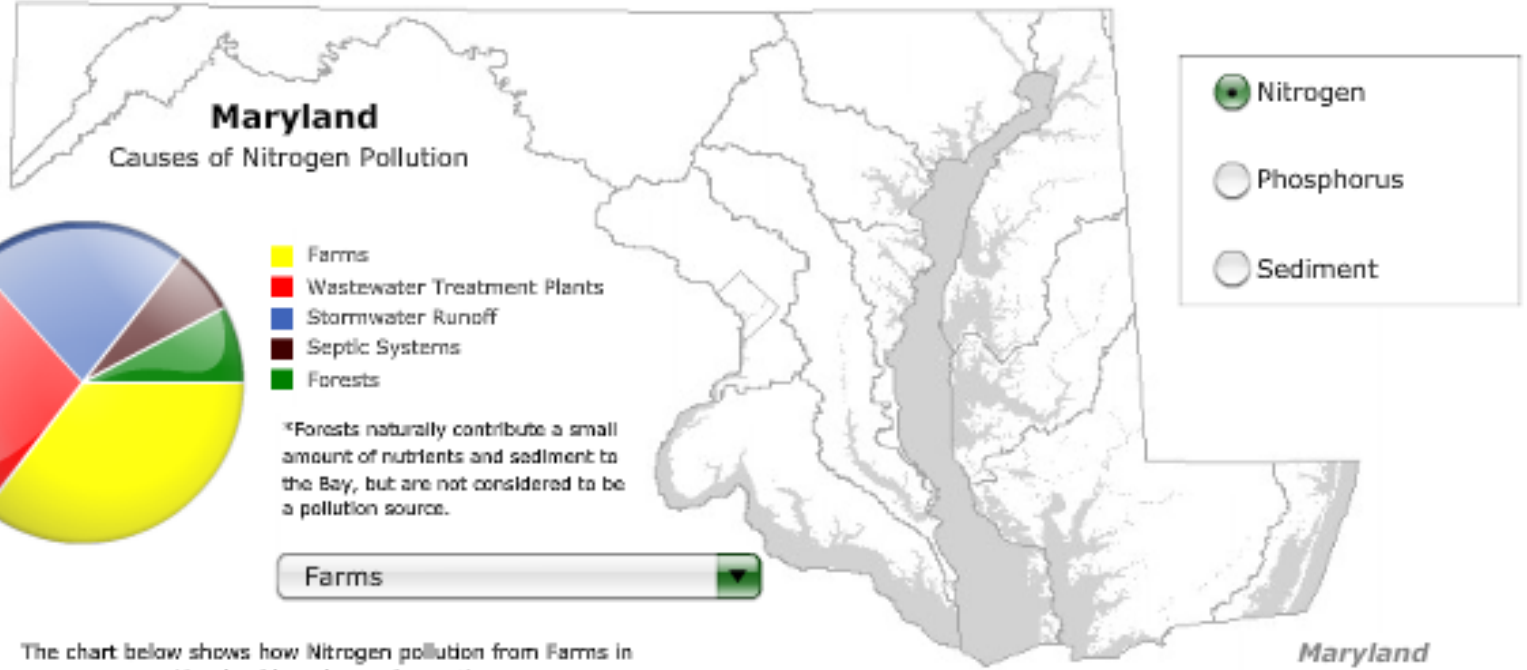 Maryland
Causes of Nitrogen Pollution
Farms
Wastewater Treatment Plants
Stormwater Runoff
Septic Systems
Forests
*Forests naturally contribute a small
amount of nutrients and sediment to
the Bay, but are not considered to be
a pollution source.
Farms
The chart below shows how Nitrogen pollution from Farms in
Nitrogen
Phosphorus
Sediment
Maryland